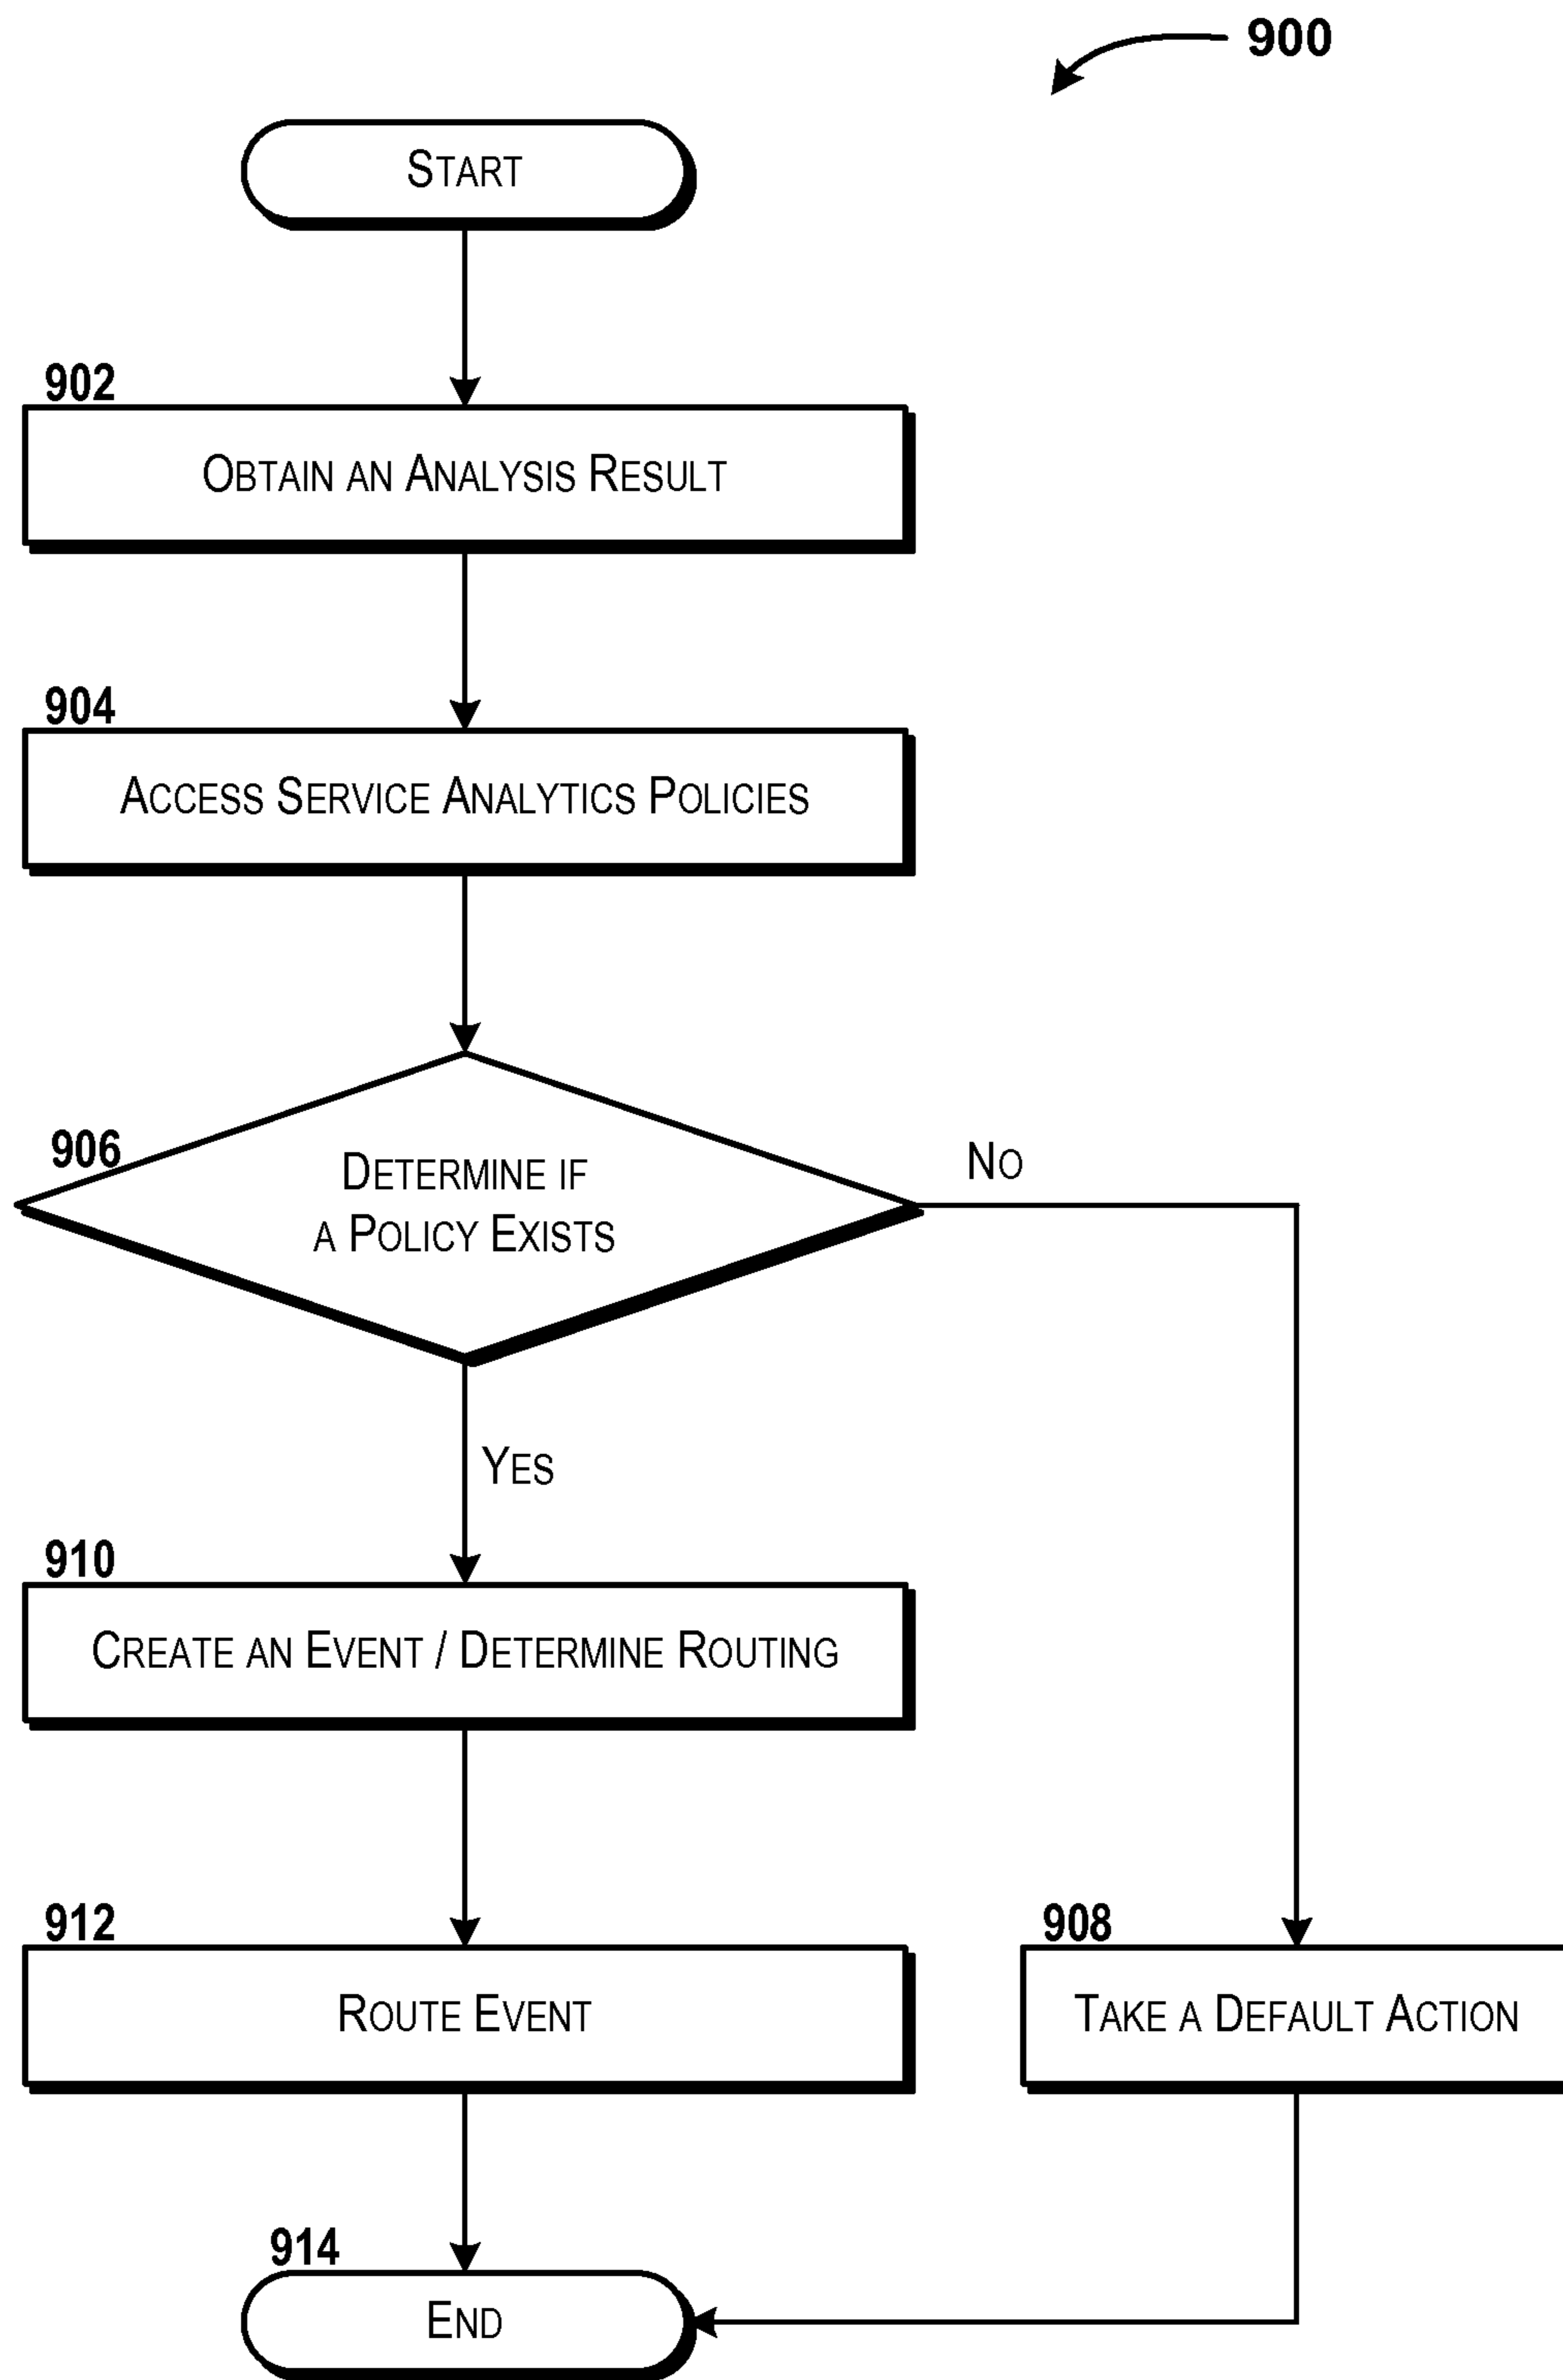 900
START
902
OBTAIN AN ANALYSIS RESULT
904
ACCESS SERVICE ANALYTICS POLICIES
906
DETERMINE IF
A POLICY EXISTS
NO
YES
910
CREATE AN EVENT / DETERMINE ROUTING
912
ROUTE EVENT
908
TAKE A DEFAULT ACTION
914
END